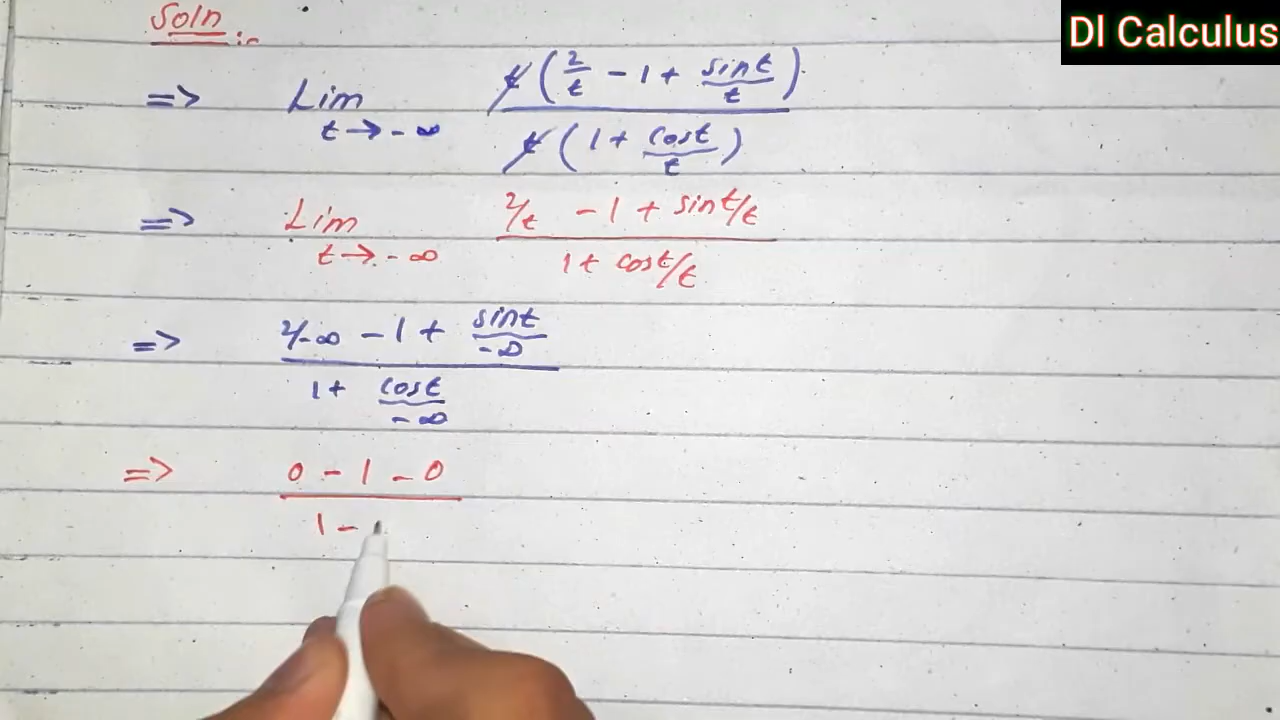 Dl Calculus
Soln :-
=> Lim t→-∞ t(2/t - 1 + sint/t) / t(1 + cost/t)
=> Lim t→-∞ 2/t - 1 + sint/t / 1 + cost/t
=> 2/-∞ - 1 + sint/-∞ / 1 + cost/-∞
=> 0 - 1 - 0 / 1 -